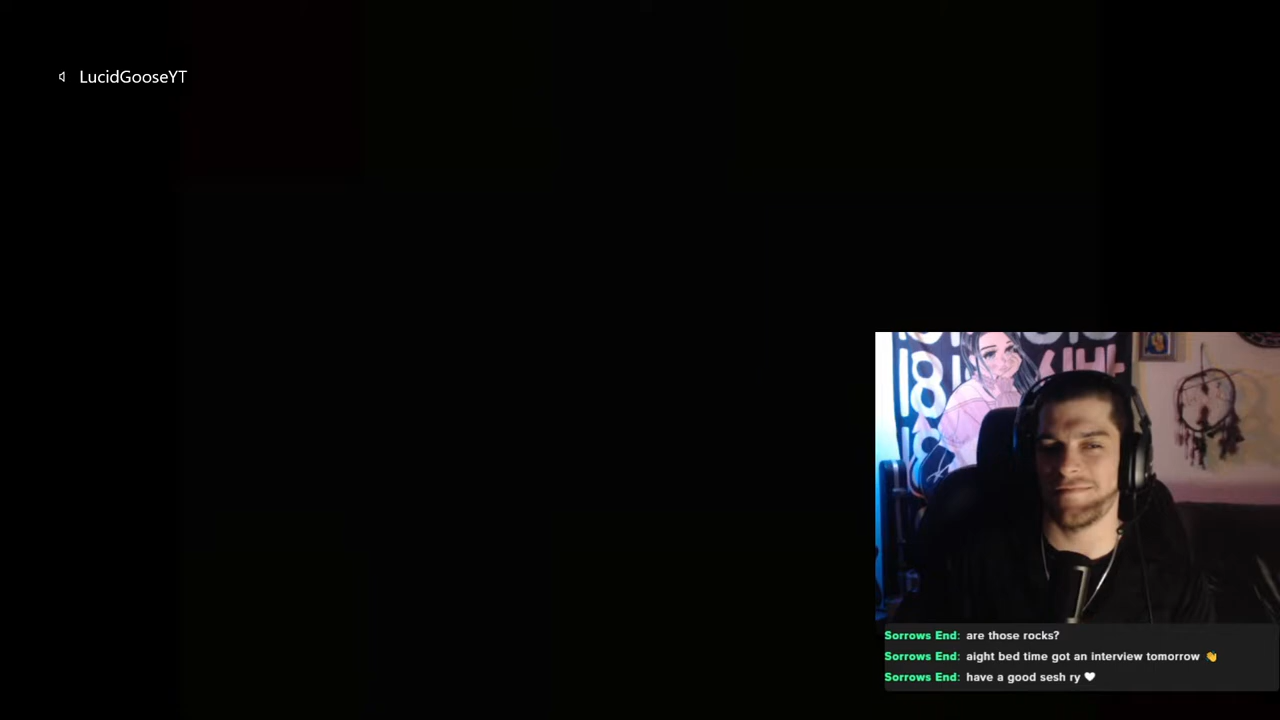 LucidGooseYT
Sorrows End: are those rocks?
Sorrows End: aight bed time got an interview tomorrow 👏
Sorrows End: have a good sesh ry 🤍